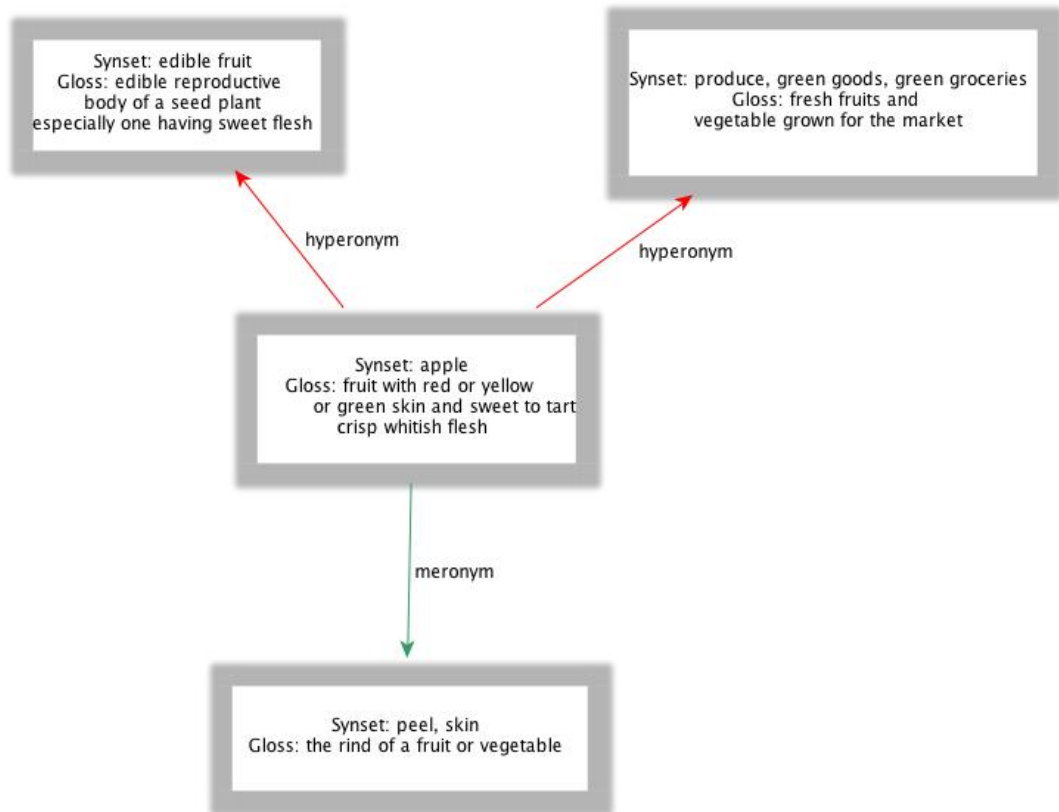 Synset: edible fruit
Gloss: edible reproductive
body of a seed plant
especially one having sweet flesh
Synset: produce, green goods, green groceries
Gloss: fresh fruits and
vegetable grown for the market
hyperonym
hyperonym
Synset: apple
Gloss: fruit with red or yellow
or green skin and sweet to tart
crisp whitish flesh
meronym
Synset: peel, skin
Gloss: the rind of a fruit or vegetable